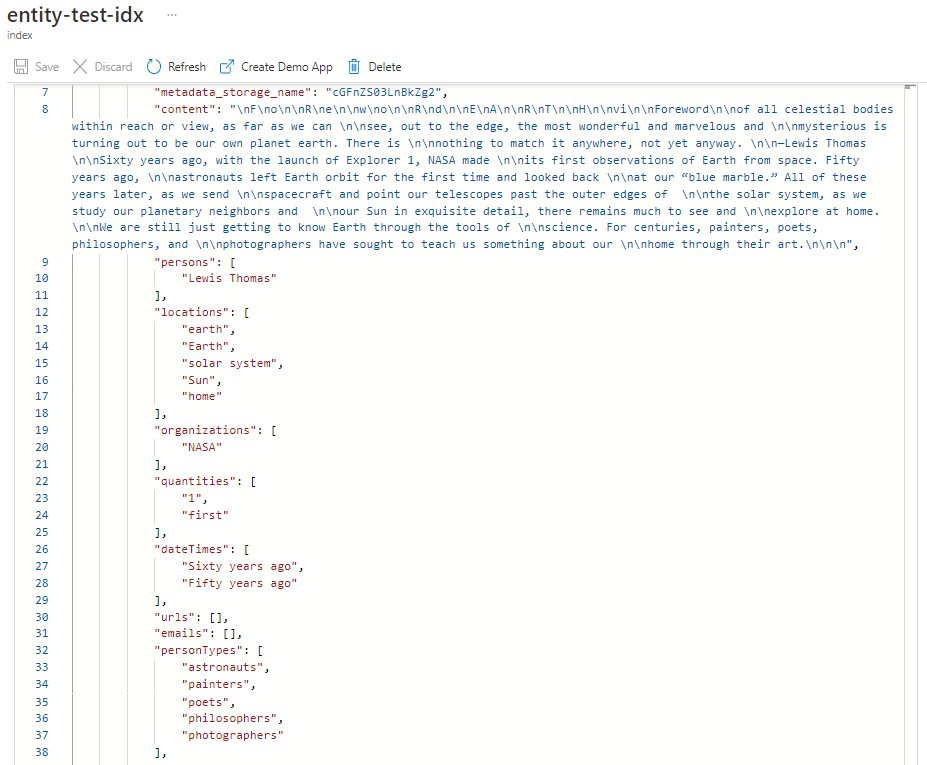 entity-test-idx ...
index
Save Discard Refresh Create Demo App Delete
7 "metadata_storage_name": "cGFnZS03LnBkZg2",
8 "content": "\nF\no\n\nR\ne\n\nw\no\n\nR\nd\n\nE\nA\n\nR\nT\n\nH\n\nvi\n\nForeword\n\nof all celestial bodies
within reach or view, as far as we can \n\nsee, out to the edge, the most wonderful and marvelous and \n\nmysterious is
turning out to be our own planet earth. There is \n\nnothing to match it anywhere, not yet anyway. \n\n—Lewis Thomas
\n\nSixty years ago, with the launch of Explorer 1, NASA made \n\nits first observations of Earth from space. Fifty
years ago, \n\nastronauts left Earth orbit for the first time and looked back \n\nat our “blue marble.” All of these
years later, as we send \n\nspacecraft and point our telescopes past the outer edges of  \n\nthe solar system, as we
study our planetary neighbors and  \n\nour Sun in exquisite detail, there remains much to see and \n\nexplore at home.
\n\nWe are still just getting to know Earth through the tools of \n\nscience. For centuries, painters, poets,
philosophers, and \n\nphotographers have sought to teach us something about our \n\nhome through their art.\n\n\n",
9 "persons": [
10 "Lewis Thomas"
11 ],
12 "locations": [
13 "earth",
14 "Earth",
15 "solar system",
16 "Sun",
17 "home"
18 ],
19 "organizations": [
20 "NASA"
21 ],
22 "quantities": [
23 "1",
24 "first"
25 ],
26 "dateTimes": [
27 "Sixty years ago",
28 "Fifty years ago"
29 ],
30 "urls": [],
31 "emails": [],
32 "personTypes": [
33 "astronauts",
34 "painters",
35 "poets",
36 "philosophers",
37 "photographers"
38 ],